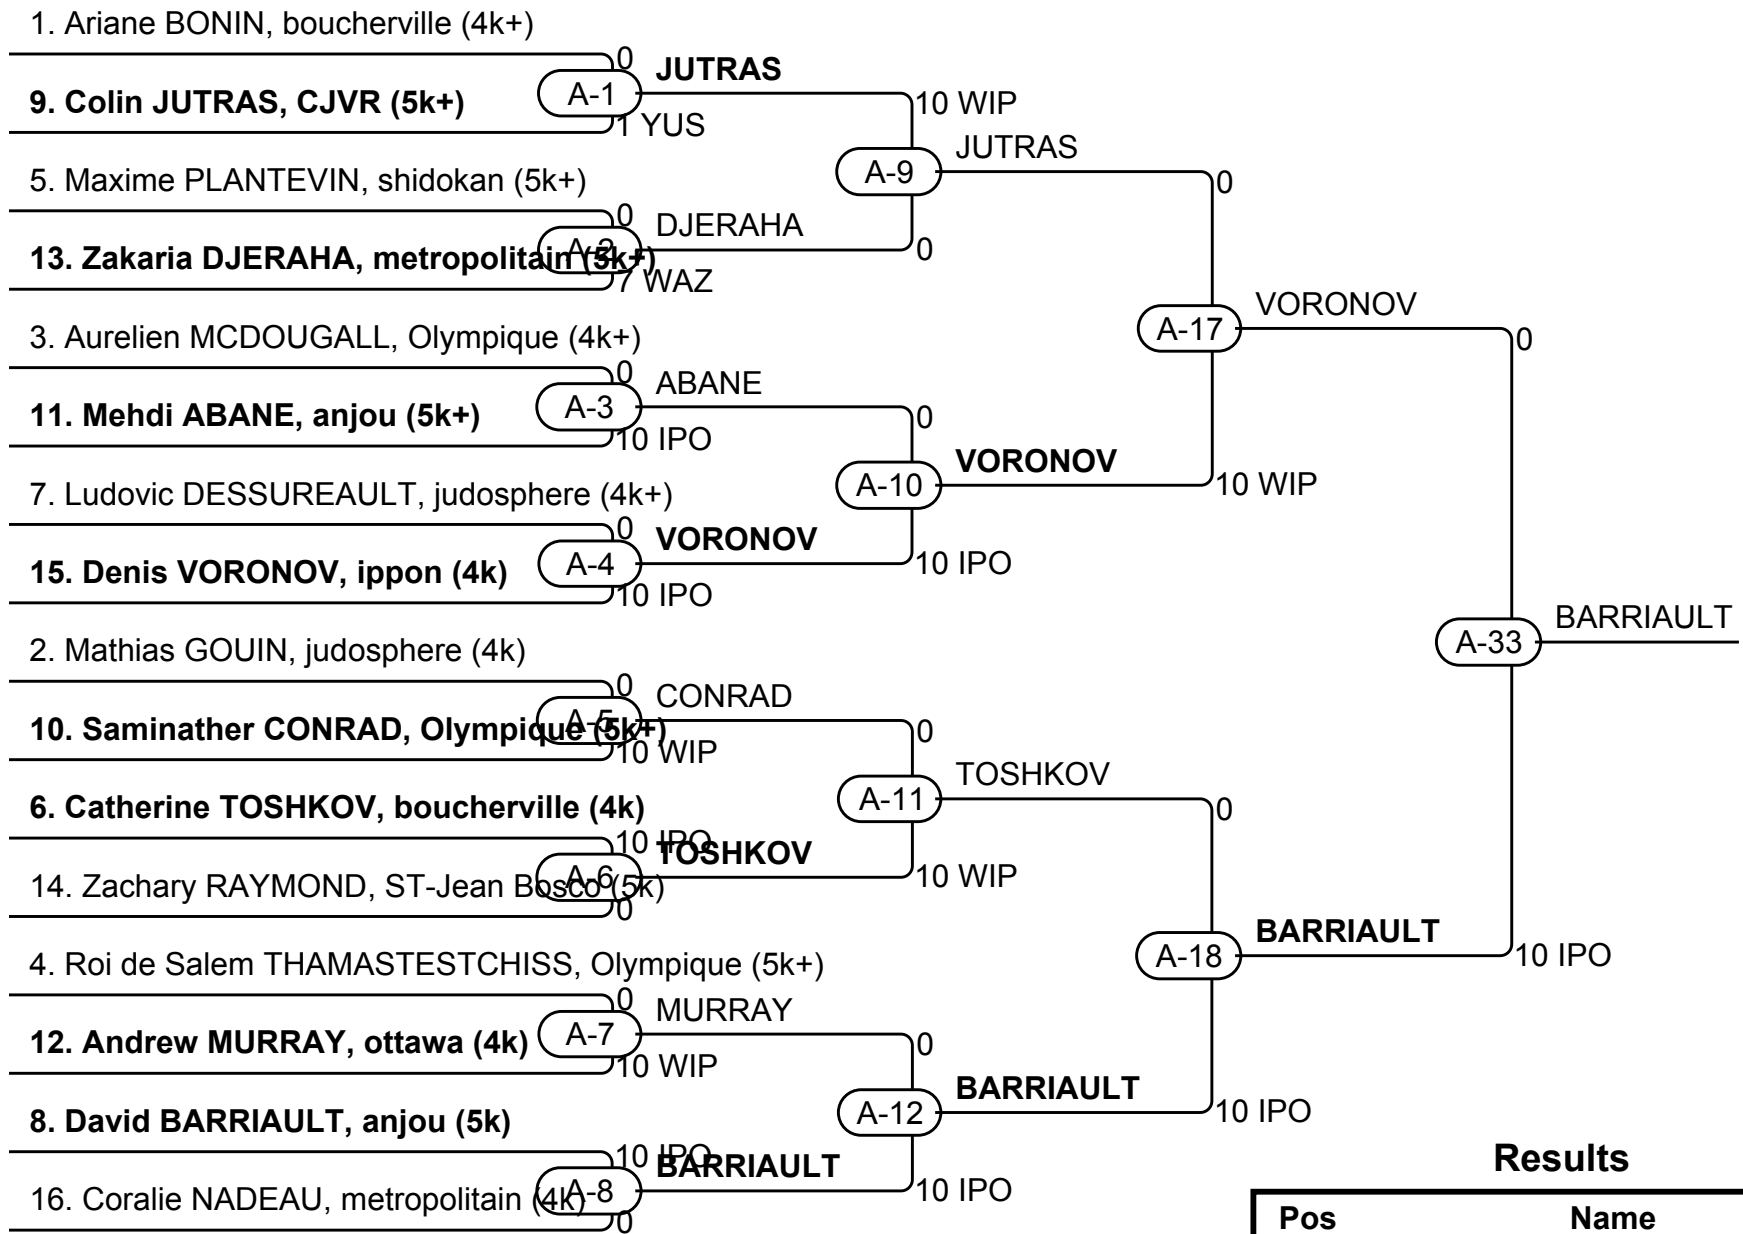 1. Ariane BONIN, boucherville (4k+)
0
JUTRAS
9. Colin JUTRAS, CJVR (5k+)
A-1
10 WIP
1 YUS
JUTRAS
5. Maxime PLANTEVIN, shidokan (5k+)
A-9
0
0
DJERAHA
13. Zakaria DJERAHA, metropolitain (5k+)
A-2
0
7 WAZ
VORONOV
3. Aurelien MCDOUGALL, Olympique (4k+)
A-17
0
0
ABANE
11. Mehdi ABANE, anjou (5k+)
A-3
0
10 IPO
VORONOV
7. Ludovic DESSUREAULT, judosphere (4k+)
A-10
10 WIP
0
VORONOV
15. Denis VORONOV, ippon (4k)
A-4
10 IPO
10 IPO
BARRIAULT
2. Mathias GOUIN, judosphere (4k)
A-33
0
CONRAD
10. Saminather CONRAD, Olympique (5k+)
A-5
0
10 WIP
TOSHKOV
6. Catherine TOSHKOV, boucherville (4k)
A-11
0
10 IPO
TOSHKOV
14. Zachary RAYMOND, ST-Jean Bosco (5k)
A-6
10 WIP
0
BARRIAULT
4. Roi de Salem THAMASTESTCHISS, Olympique (5k+)
A-18
10 IPO
0
MURRAY
12. Andrew MURRAY, ottawa (4k)
A-7
0
10 WIP
BARRIAULT
8. David BARRIAULT, anjou (5k)
A-12
10 IPO
10 IPO
BARRIAULT
Results
16. Coralie NADEAU, metropolitain (4k)
A-8
10 IPO
0
Pos
Name